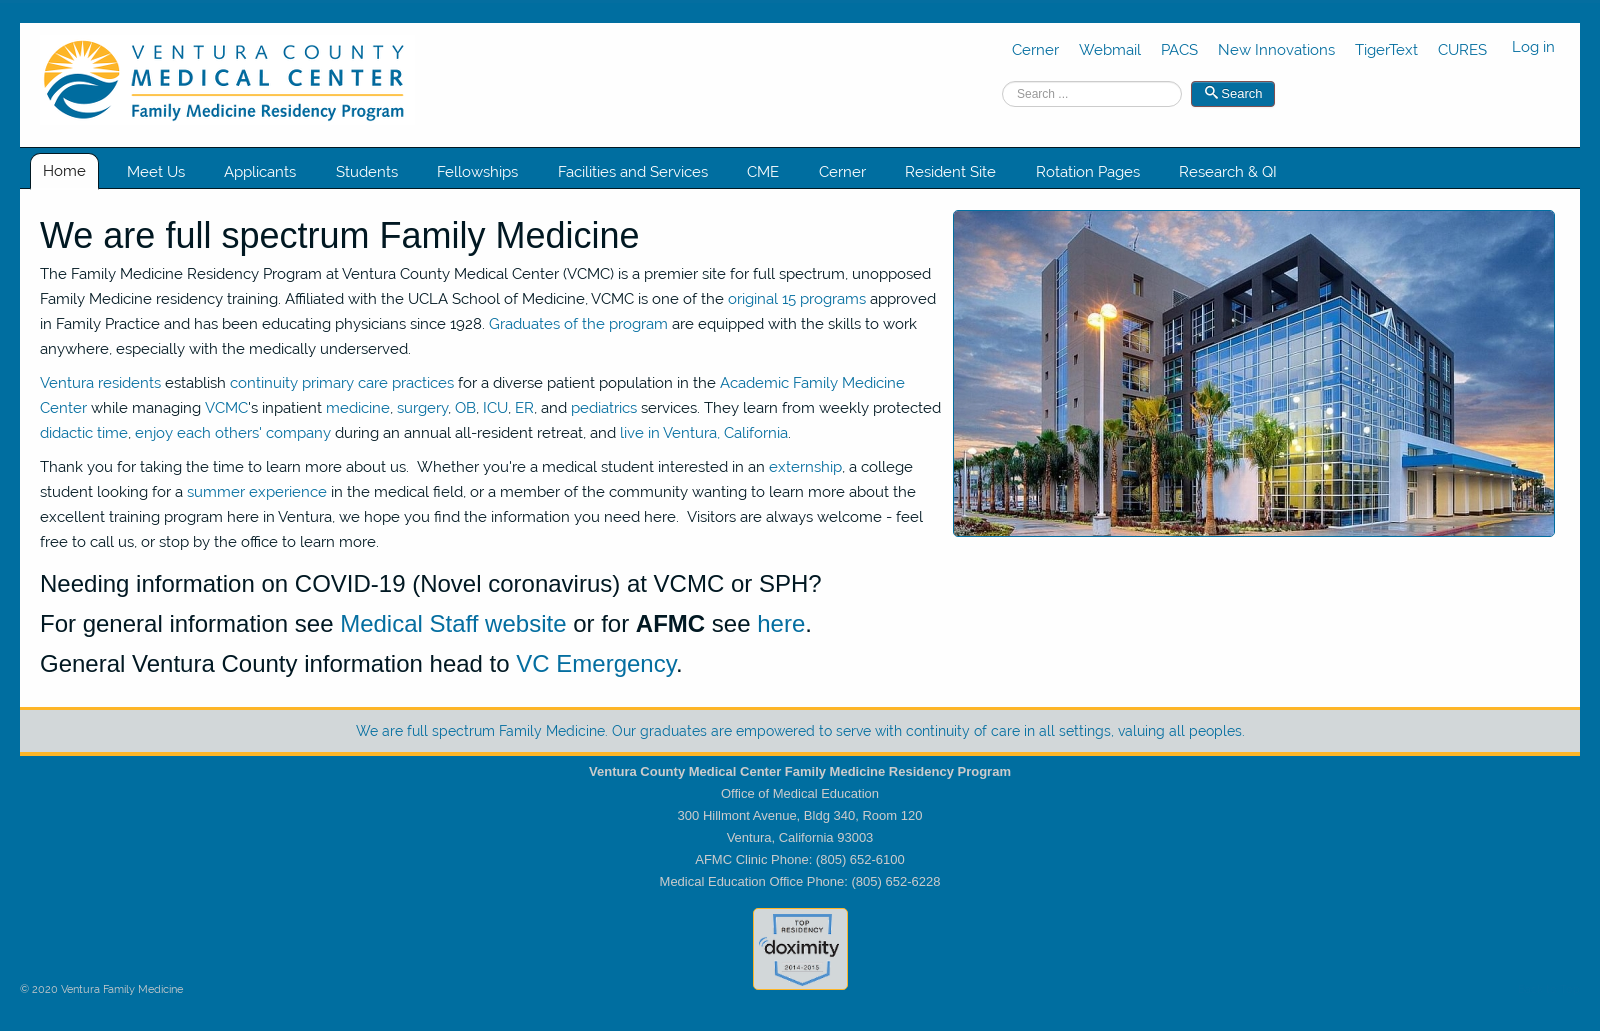 VENTURA COUNTY
MEDICAL CENTER
Family Medicine Residency Program
Cerner Webmail PACS New Innovations TigerText CURES Log in
Search ... Search
Home Meet Us Applicants Students Fellowships Facilities and Services CME Cerner Resident Site Rotation Pages Research & QI
We are full spectrum Family Medicine
The Family Medicine Residency Program at Ventura County Medical Center (VCMC) is a premier site for full spectrum, unopposed
Family Medicine residency training. Affiliated with the UCLA School of Medicine, VCMC is one of the original 15 programs approved
in Family Practice and has been educating physicians since 1928. Graduates of the program are equipped with the skills to work
anywhere, especially with the medically underserved.
Ventura residents establish continuity primary care practices for a diverse patient population in the Academic Family Medicine
Center while managing VCMC's inpatient medicine, surgery, OB, ICU, ER, and pediatrics services. They learn from weekly protected
didactic time, enjoy each others' company during an annual all-resident retreat, and live in Ventura, California.
Thank you for taking the time to learn more about us.  Whether you're a medical student interested in an externship, a college
student looking for a summer experience in the medical field, or a member of the community wanting to learn more about the
excellent training program here in Ventura, we hope you find the information you need here.  Visitors are always welcome - feel
free to call us, or stop by the office to learn more.
Needing information on COVID-19 (Novel coronavirus) at VCMC or SPH?
For general information see Medical Staff website or for AFMC see here.
General Ventura County information head to VC Emergency.
We are full spectrum Family Medicine. Our graduates are empowered to serve with continuity of care in all settings, valuing all peoples.
Ventura County Medical Center Family Medicine Residency Program
Office of Medical Education
300 Hillmont Avenue, Bldg 340, Room 120
Ventura, California 93003
AFMC Clinic Phone: (805) 652-6100
Medical Education Office Phone: (805) 652-6228
TOP
RESIDENCY
doximity
2014-2015
© 2020 Ventura Family Medicine